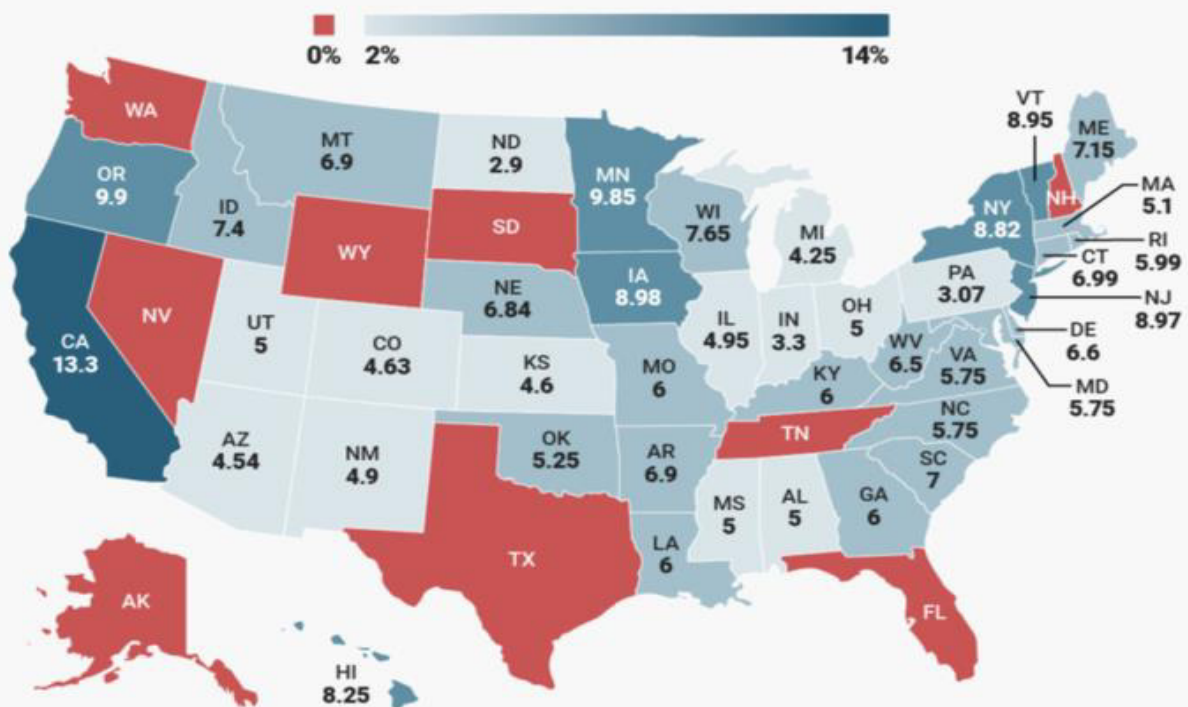 0% 2% 14%
WA
MT
6.9
ND
2.9
MN
9.85
VT
8.95
ME
7.15
OR
9.9
ID
7.4
WY
SD
WI
7.65
MI
4.25
NY
8.82
NH
MA
5.1
RI
5.99
CT
6.99
NJ
8.97
NV
UT
5
CO
4.63
NE
6.84
IA
8.98
IL
4.95
IN
3.3
OH
5
PA
3.07
DE
6.6
MD
5.75
CA
13.3
KS
4.6
MO
6
KY
6
WV
6.5
VA
5.75
AZ
4.54
NM
4.9
OK
5.25
AR
6.9
TN
NC
5.75
SC
7
TX
LA
6
MS
5
AL
5
GA
6
FL
AK
HI
8.25